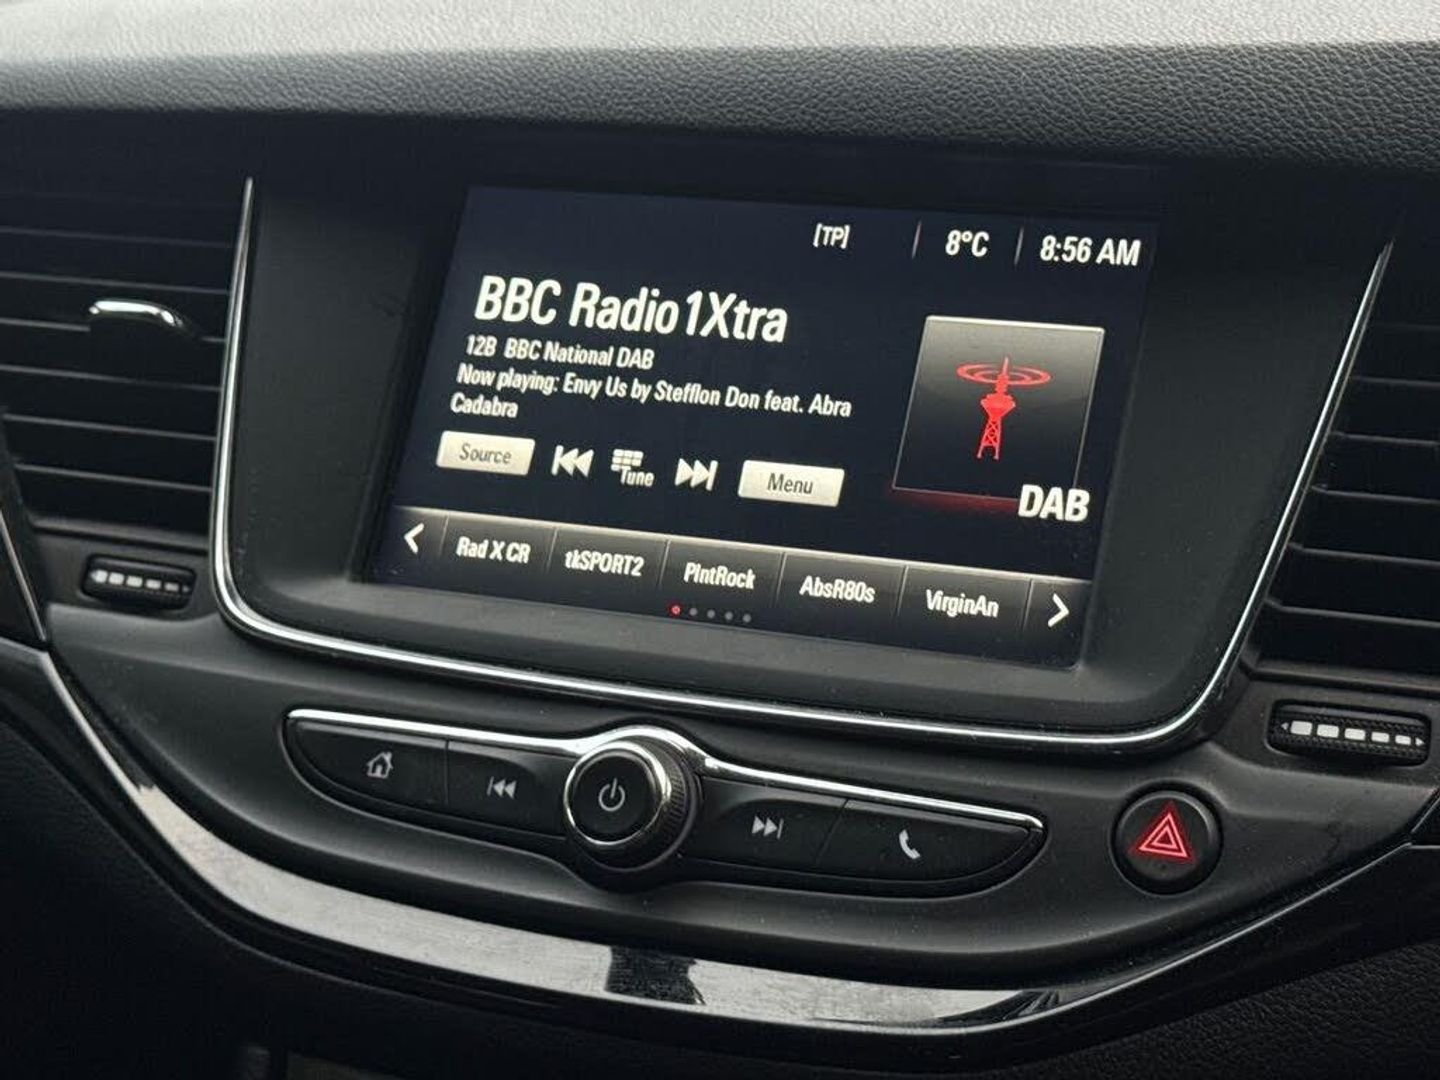 [TP] 8°C 8:56 AM
BBC Radio1Xtra
12B BBC National DAB
Now playing: Envy Us by Stefflon Don feat. Abra
Cadabra
Source Tune Menu
DAB
Rad X CR tkSPORT2 PlntRock AbsR80s VirginAn